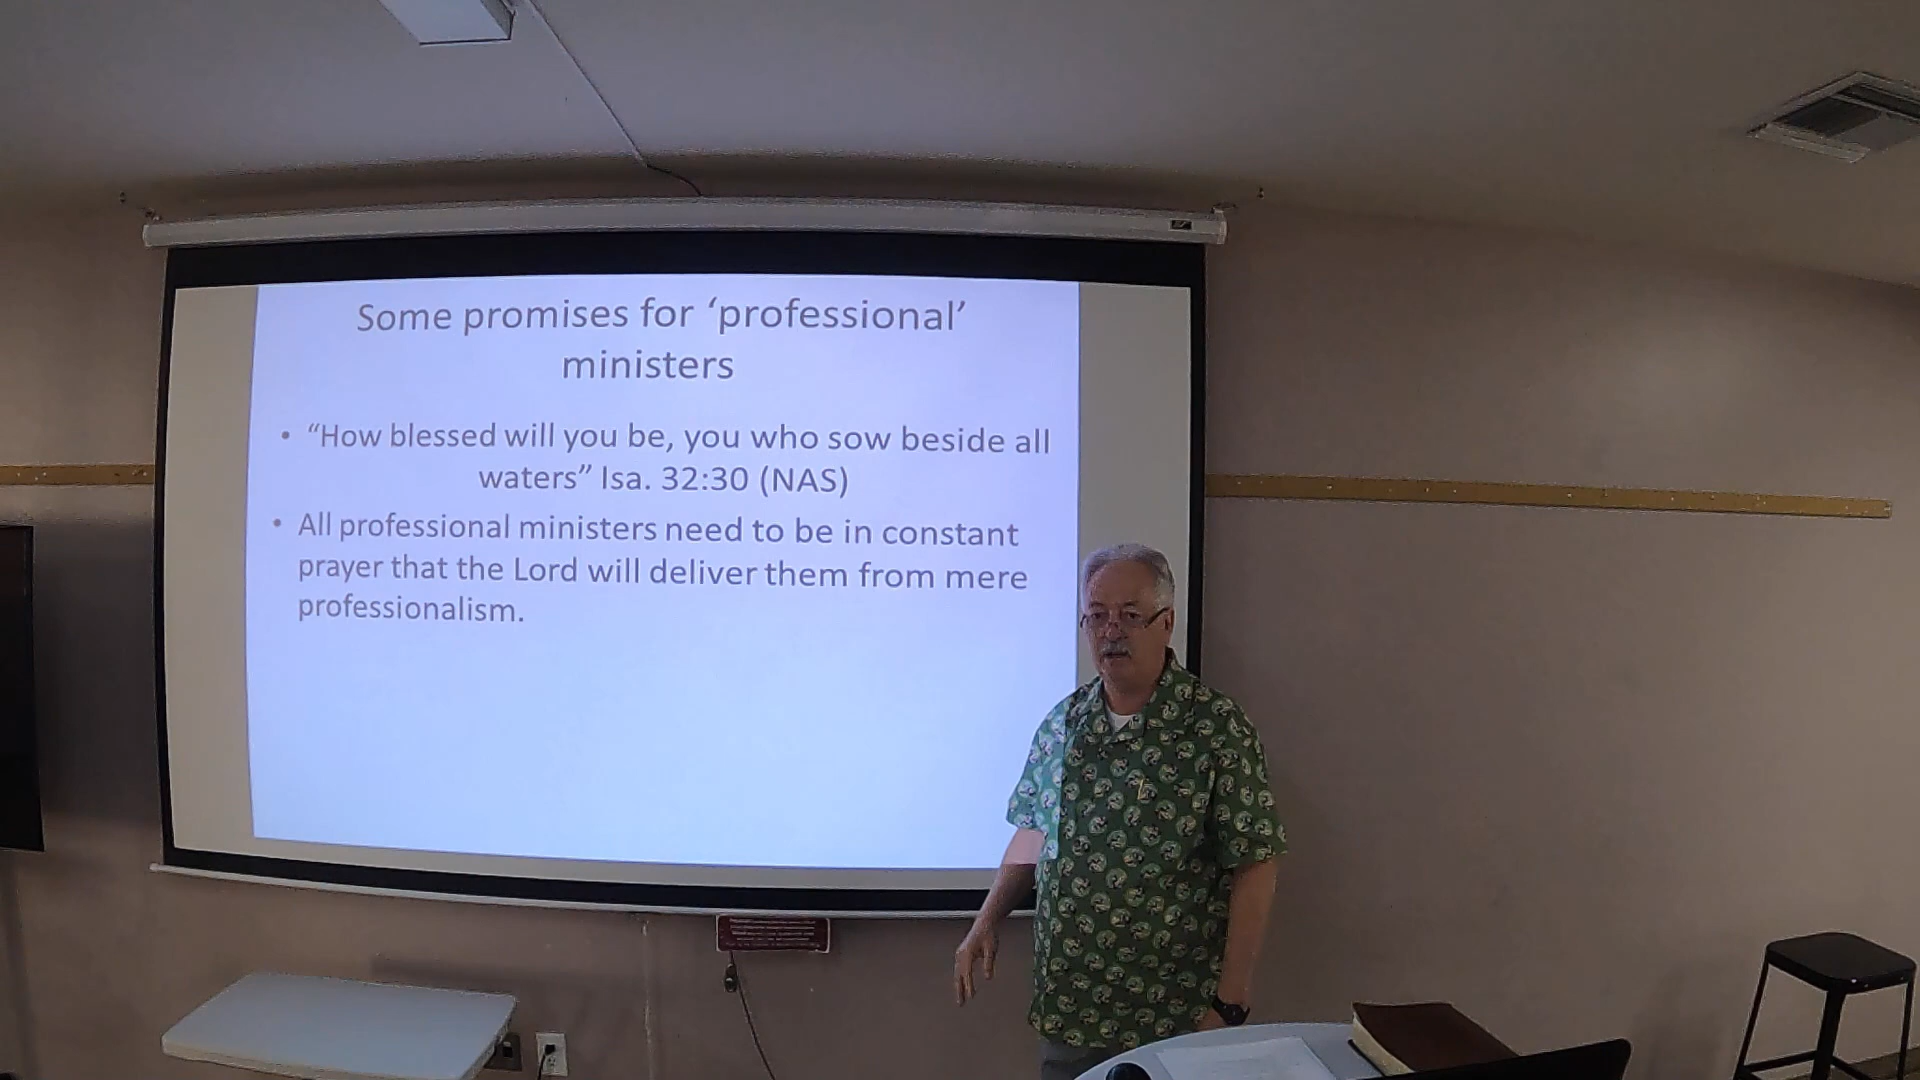 Some promises for ‘professional’
ministers
• “How blessed will you be, you who sow beside all
waters” Isa. 32:30 (NAS)
• All professional ministers need to be in constant
prayer that the Lord will deliver them from mere
professionalism.